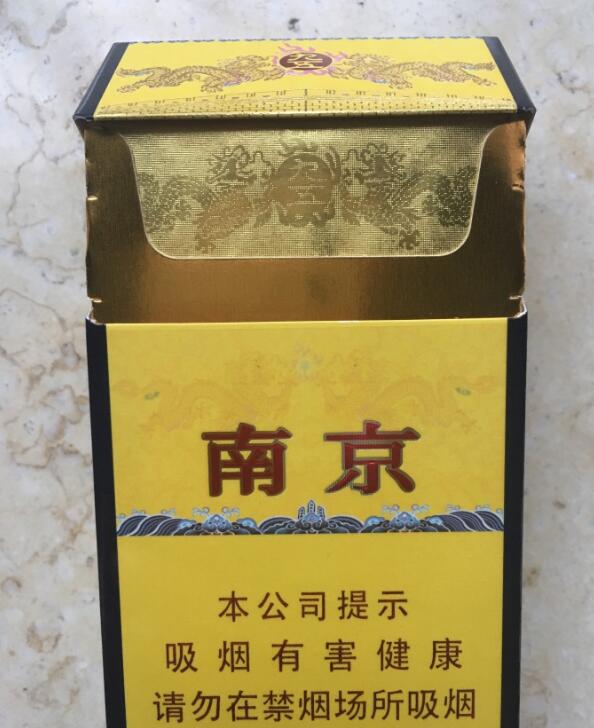 南京
本公司提示
吸烟有害健康
请勿在禁烟场所吸烟